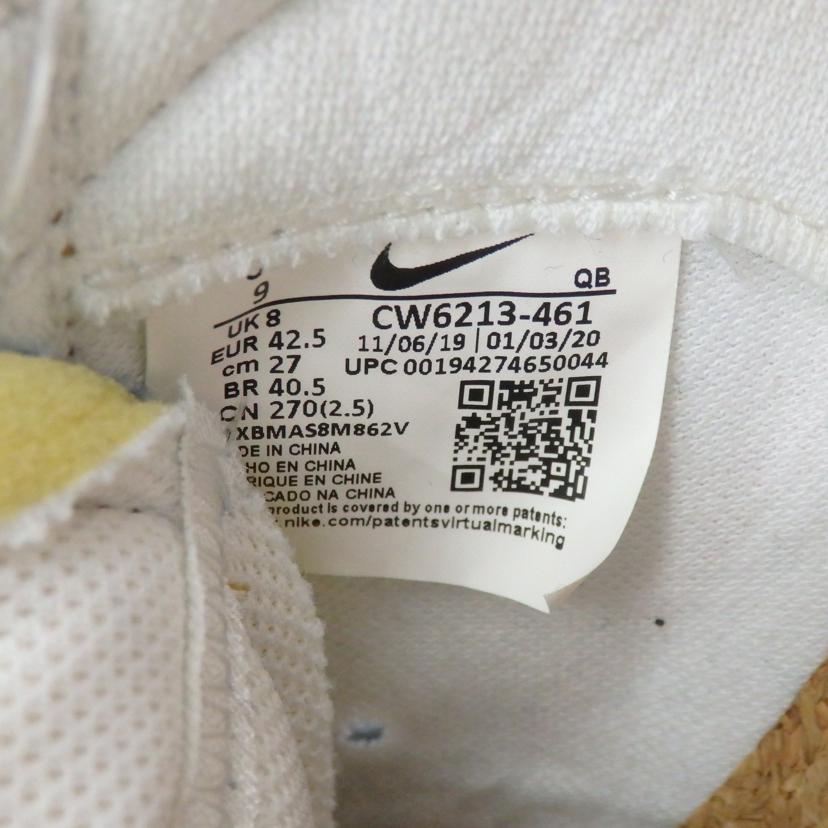 QB
9
UK 8
EUR 42.5
cm 27
BR 40.5
CN 270(2.5)
XBMAS8M862V
CW6213-461
11/06/19 | 01/03/20
UPC 00194274650044
DE IN CHINA
HO EN CHINA
RIQUE EN CHINE
CADO NA CHINA
product is covered by one or more patents:
.nike.com/patentsvirtualmarking